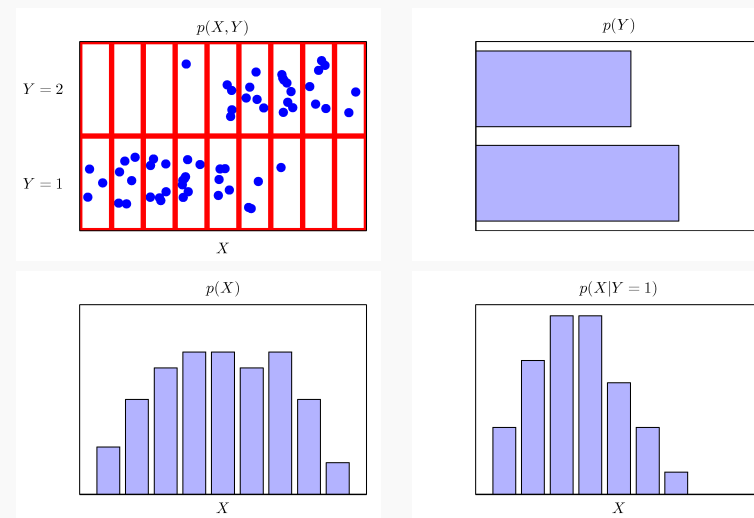 p(X, Y)
Y = 2
Y = 1
X
p(Y)
p(X)
X
p(X|Y = 1)
X